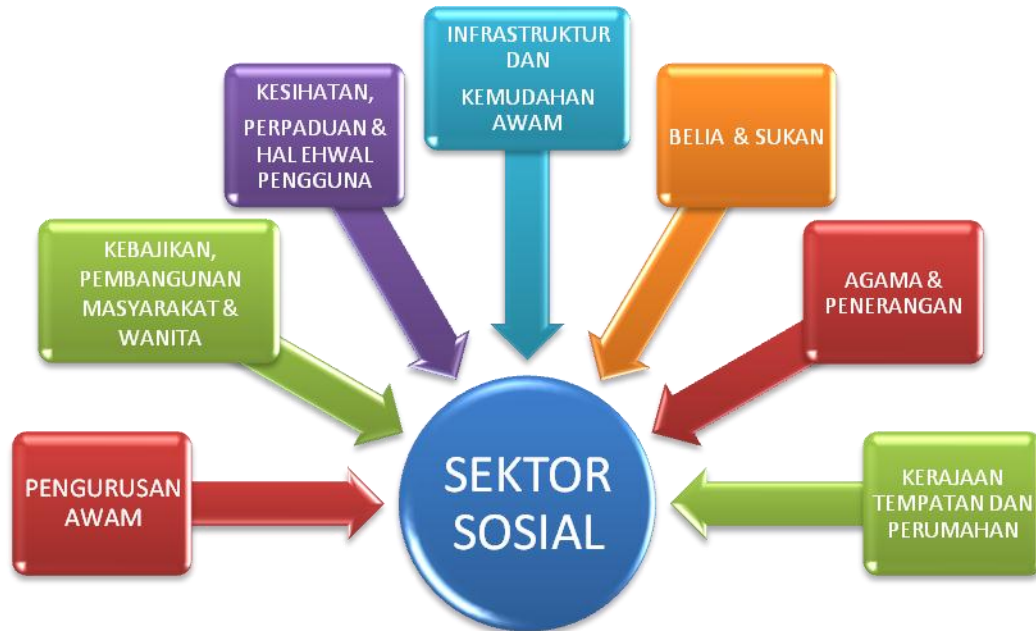 INFRASTRUKTUR
DAN
KEMUDAHAN
AWAM
KESIHATAN,
PERPADUAN &
HAL EHWAL
PENGGUNA
BELIA & SUKAN
KEBAJIKAN,
PEMBANGUNAN
MASYARAKAT &
WANITA
AGAMA &
PENERANGAN
PENGURUSAN
AWAM
SEKTOR
SOSIAL
KERAJAAN
TEMPATAN DAN
PERUMAHAN